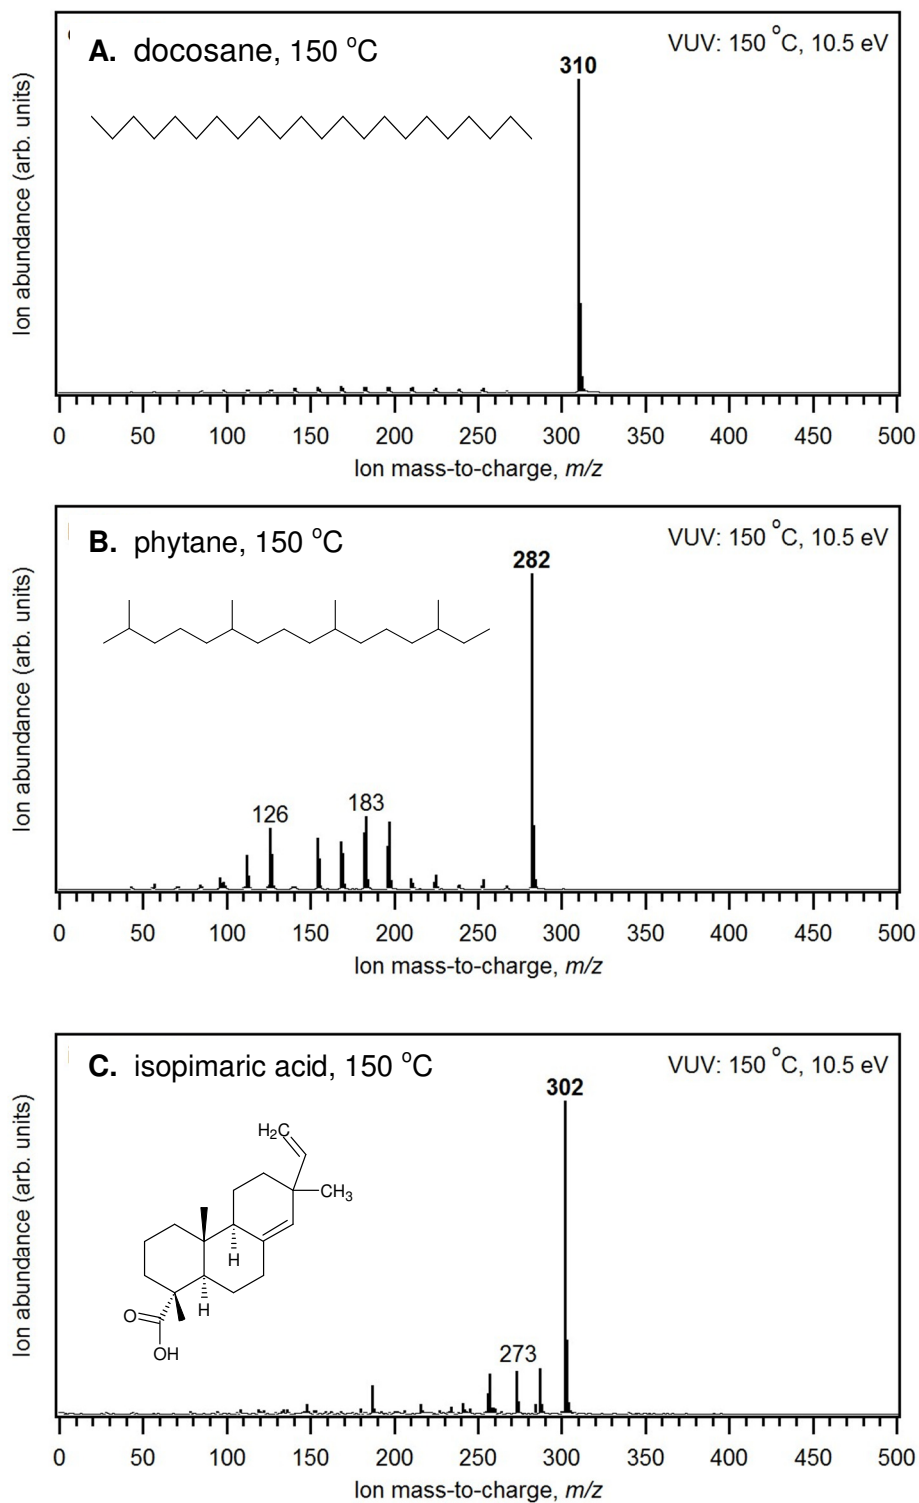 A. docosane, 150 °C
VUV: 150 °C, 10.5 eV
310
Ion abundance (arb. units)
0 50 100 150 200 250 300 350 400 450 500
Ion mass-to-charge, m/z
B. phytane, 150 °C
VUV: 150 °C, 10.5 eV
282
183
126
Ion abundance (arb. units)
0 50 100 150 200 250 300 350 400 450 500
Ion mass-to-charge, m/z
C. isopimaric acid, 150 °C
VUV: 150 °C, 10.5 eV
302
H₂C
CH₃
H
H
O
OH
273
Ion abundance (arb. units)
0 50 100 150 200 250 300 350 400 450 500
Ion mass-to-charge, m/z